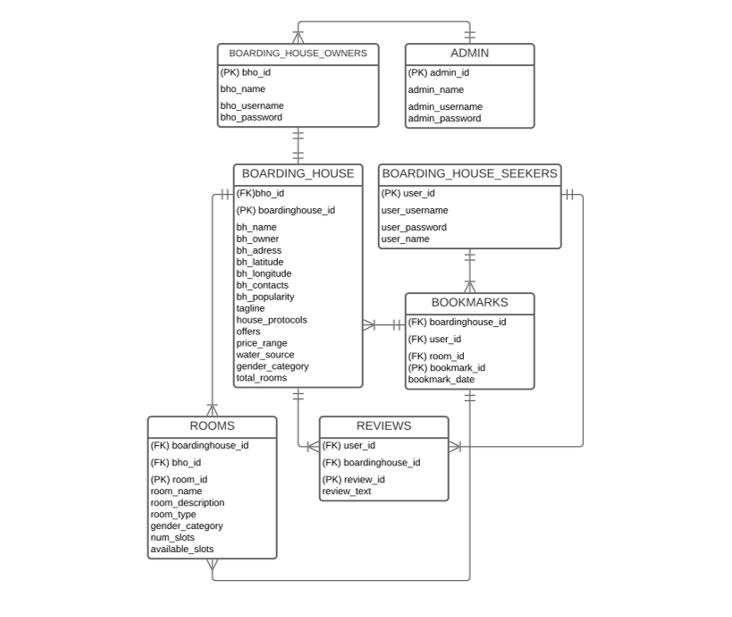 BOARDING_HOUSE_OWNERS
(PK) bho_id
bho_name
bho_username
bho_password
ADMIN
(PK) admin_id
admin_name
admin_username
admin_password
BOARDING_HOUSE
(FK)bho_id
(PK) boardinghouse_id
bh_name
bh_owner
bh_adress
bh_latitude
bh_longitude
bh_contacts
bh_popularity
tagline
house_protocols
offers
price_range
water_source
gender_category
total_rooms
BOARDING_HOUSE_SEEKERS
(PK) user_id
user_username
user_password
user_name
BOOKMARKS
(FK) boardinghouse_id
(FK) user_id
(FK) room_id
(PK) bookmark_id
bookmark_date
ROOMS
(FK) boardinghouse_id
(FK) bho_id
(PK) room_id
room_name
room_description
room_type
gender_category
num_slots
available_slots
REVIEWS
(FK) user_id
(FK) boardinghouse_id
(PK) review_id
review_text